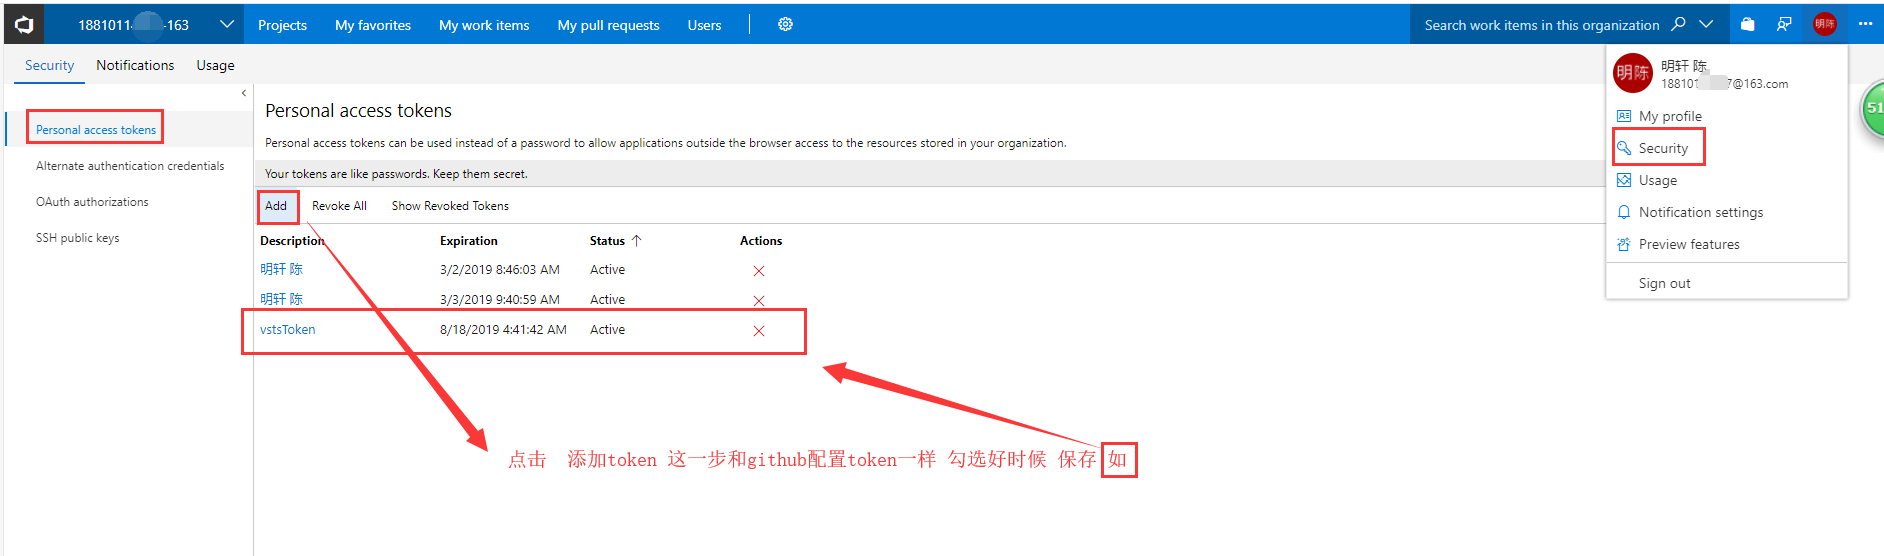 1881011 -163 Projects My favorites My work items My pull requests Users Search work items in this organization 明陈
Security Notifications Usage
明陈 明轩 陈
188101 7@163.com
My profile
Security
Usage
Notification settings
Preview features
Sign out
51
Personal access tokens
Alternate authentication credentials
OAuth authorizations
SSH public keys
Personal access tokens
Personal access tokens can be used instead of a password to allow applications outside the browser access to the resources stored in your organization.
Your tokens are like passwords. Keep them secret.
Add Revoke All Show Revoked Tokens
Description Expiration Status ↑ Actions
明轩 陈 3/2/2019 8:46:03 AM Active
明轩 陈 3/3/2019 9:40:59 AM Active
vstsToken 8/18/2019 4:41:42 AM Active
点击 添加token 这一步和github配置token一样 勾选好时候 保存 如